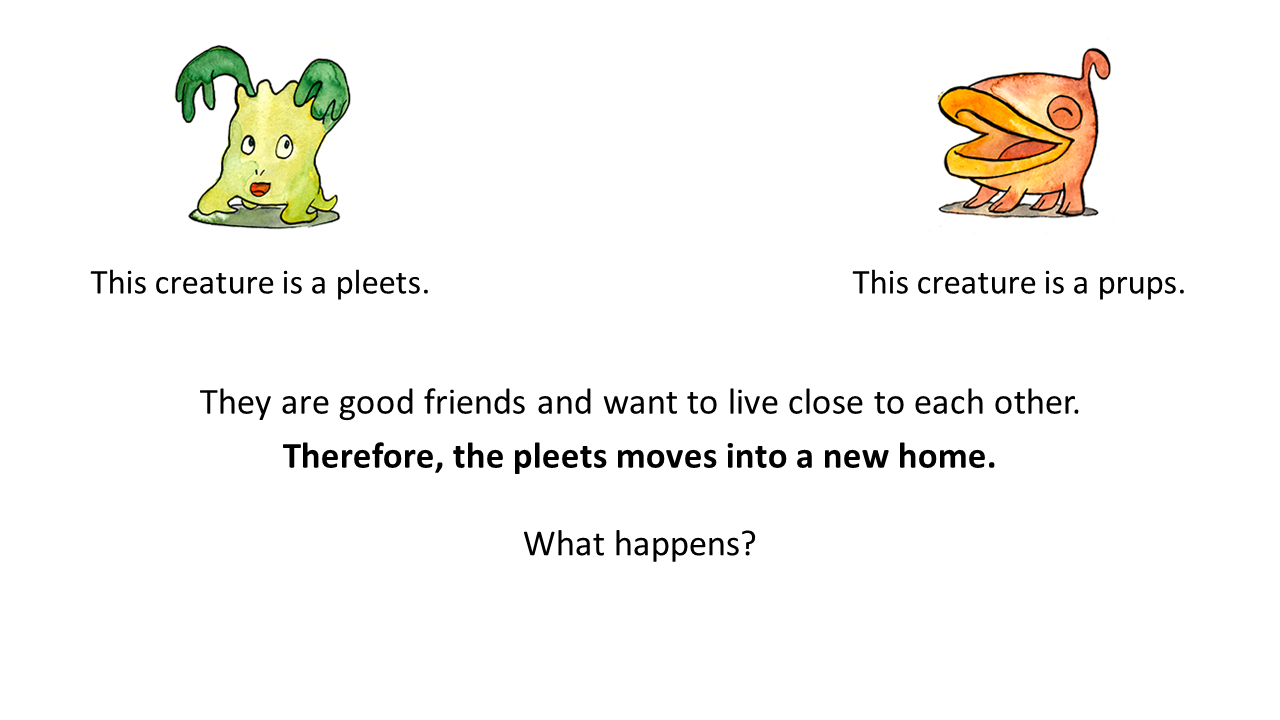 This creature is a pleets.
This creature is a prups.
They are good friends and want to live close to each other.
Therefore, the pleets moves into a new home.
What happens?